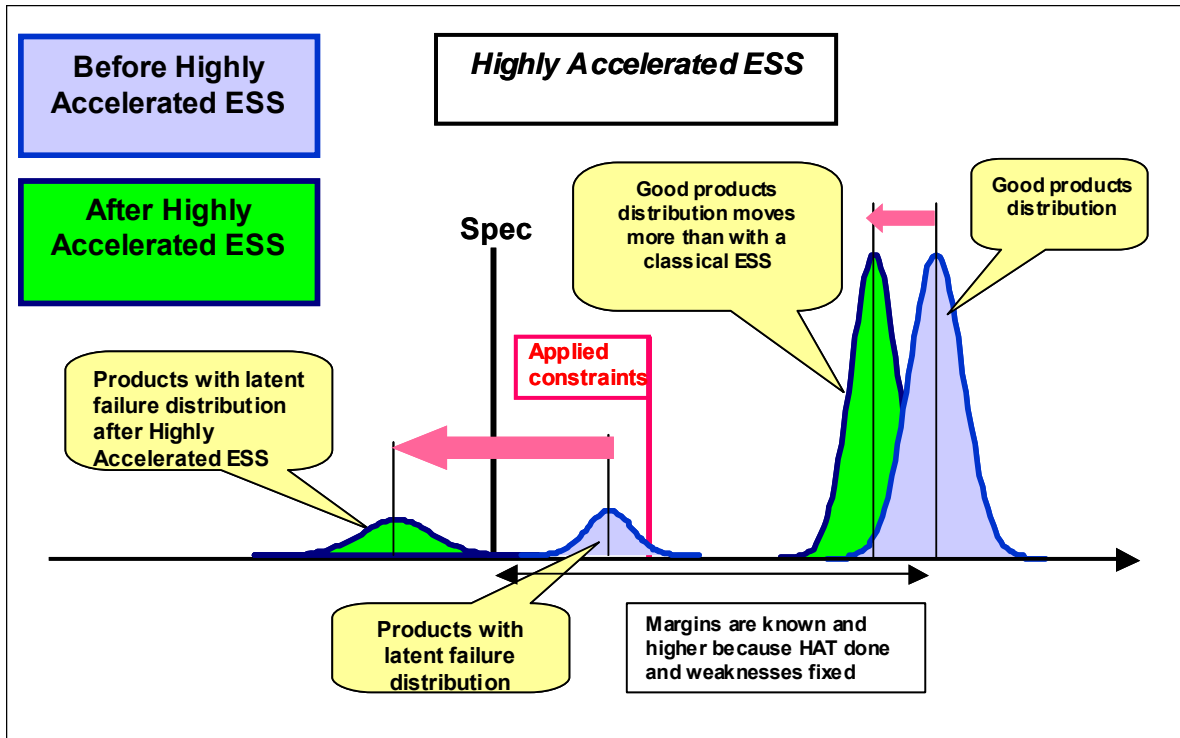 Before Highly
Accelerated ESS
Highly Accelerated ESS
After Highly
Accelerated ESS
Good products
distribution moves
more than with a
classical ESS
Good products
distribution
Spec
Applied
constraints
Products with latent
failure distribution
after Highly
Accelerated ESS
Products with
latent failure
distribution
Margins are known and
higher because HAT done
and weaknesses fixed